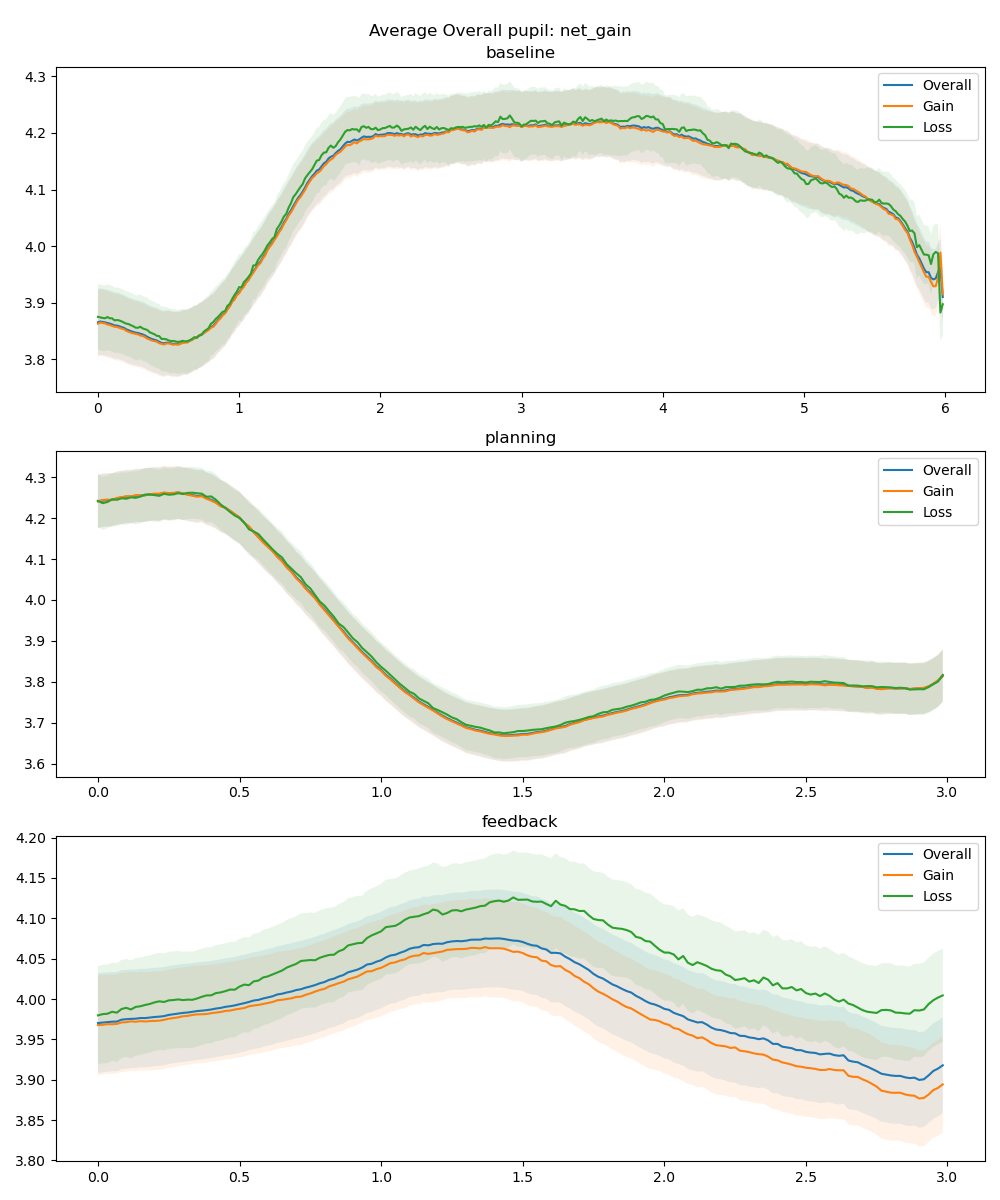 Average Overall pupil: net_gain
baseline
4.3
4.2
4.1
4.0
3.9
3.8
Overall
Gain
Loss
0 1 2 3 4 5 6
planning
4.3
4.2
4.1
4.0
3.9
3.8
3.7
3.6
Overall
Gain
Loss
0.0 0.5 1.0 1.5 2.0 2.5 3.0
feedback
4.20
4.15
4.10
4.05
4.00
3.95
3.90
3.85
3.80
Overall
Gain
Loss
0.0 0.5 1.0 1.5 2.0 2.5 3.0